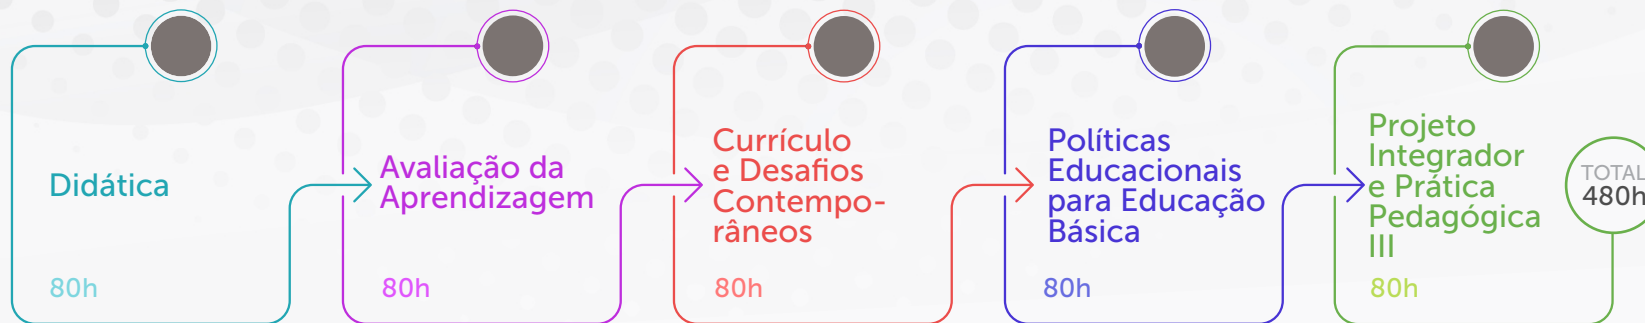 Didática
80h
Avaliação da
Aprendizagem
80h
Currículo
e Desafios
Contempo-
râneos
80h
Políticas
Educacionais
para Educação
Básica
80h
Projeto
Integrador
e Prática
Pedagógica
III
80h
TOTAL
480h